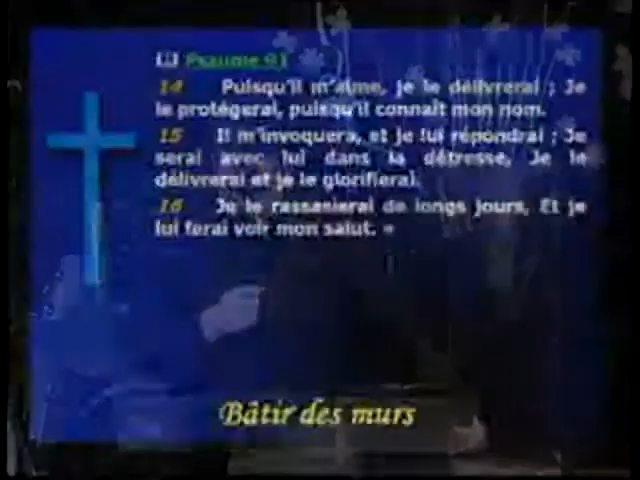 Psaume 91
14 Puisqu'il m'aime, je le délivrerai ; Je
le protégerai, puisqu'il connaît mon nom.
15 Il m'invoquera, et je lui répondrai ; Je
serai avec lui dans la détresse, Je le
délivrerai et je le glorifierai.
16 Je le rassasierai de longs jours, Et je
lui ferai voir mon salut. »
Bâtir des murs